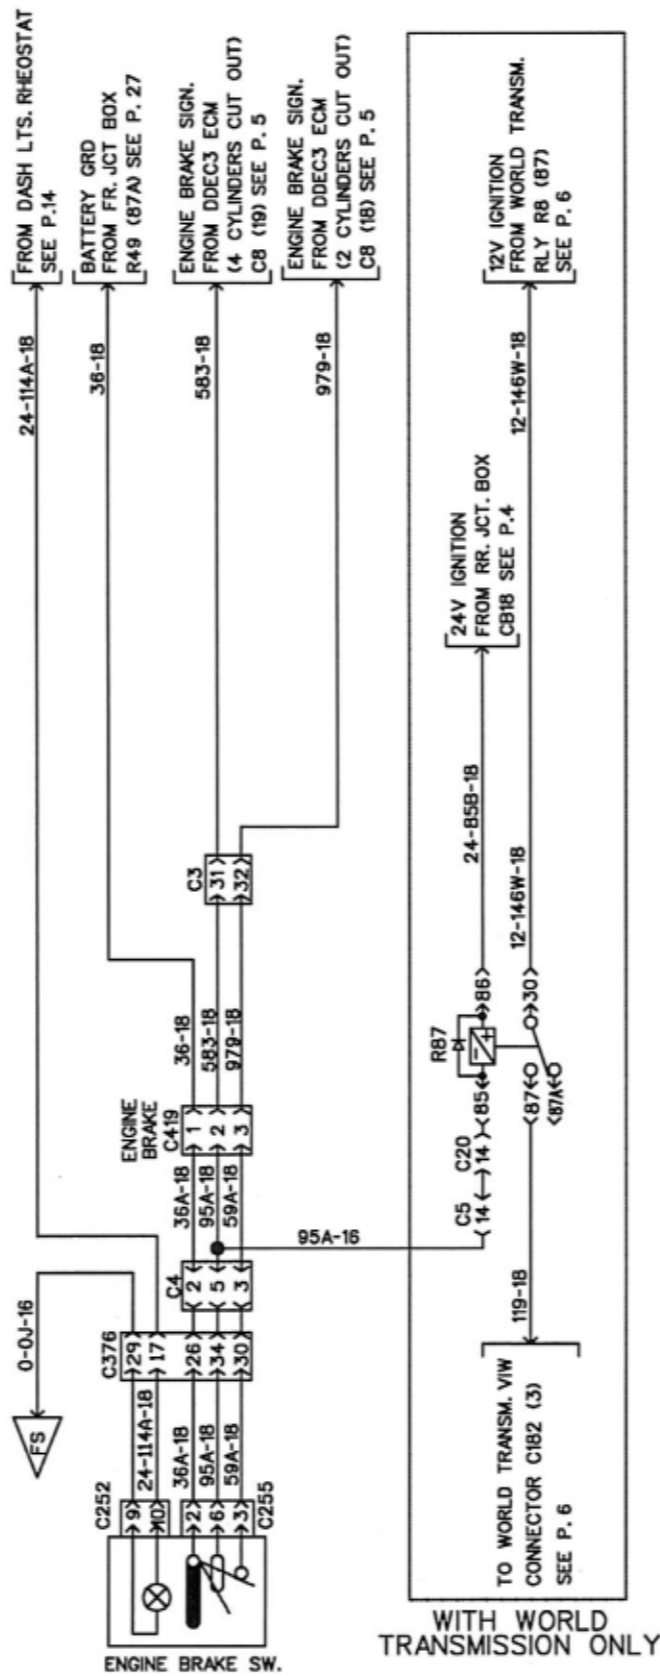 FROM DASH LTS. RHEOSTAT
SEE P.14
24-114A-18
BATTERY GRD
FROM FR. JCT BOX
R49 (87A) SEE P. 27
36-18
ENGINE BRAKE SIGN.
FROM DDEC3 ECM
(4 CYLINDERS CUT OUT)
C8 (19) SEE P. 5
583-18
ENGINE BRAKE SIGN.
FROM DDEC3 ECM
(2 CYLINDERS CUT OUT)
C8 (18) SEE P. 5
979-18
12V IGNITION
FROM WORLD TRANSM.
RLY R8 (87)
SEE P. 6
12-146W-18
24V IGNITION
FROM RR. JCT. BOX
CB18 SEE P.4
24-85B-18
12-146W-18
C3
31
32
36-18
583-18
979-18
ENGINE
BRAKE
C419
1
2
3
36A-18
95A-18
59A-18
R87
86
85
30
87
87A
C20
14
C5
14
95A-16
C4
2
5
3
0-0J-16
FS
C376
29
17
26
34
30
24-114A-18
36A-18
95A-18
59A-18
119-18
C252
9
10
2
6
3
C255
ENGINE BRAKE SW.
TO WORLD TRANSM. VIW
CONNECTOR C182 (3)
SEE P. 6
WITH WORLD
TRANSMISSION ONLY